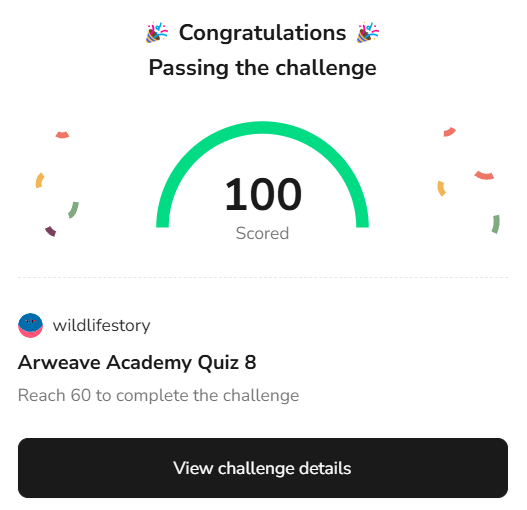 🎉 Congratulations 🎉
Passing the challenge
100
Scored
wildlifestory
Arweave Academy Quiz 8
Reach 60 to complete the challenge
View challenge details